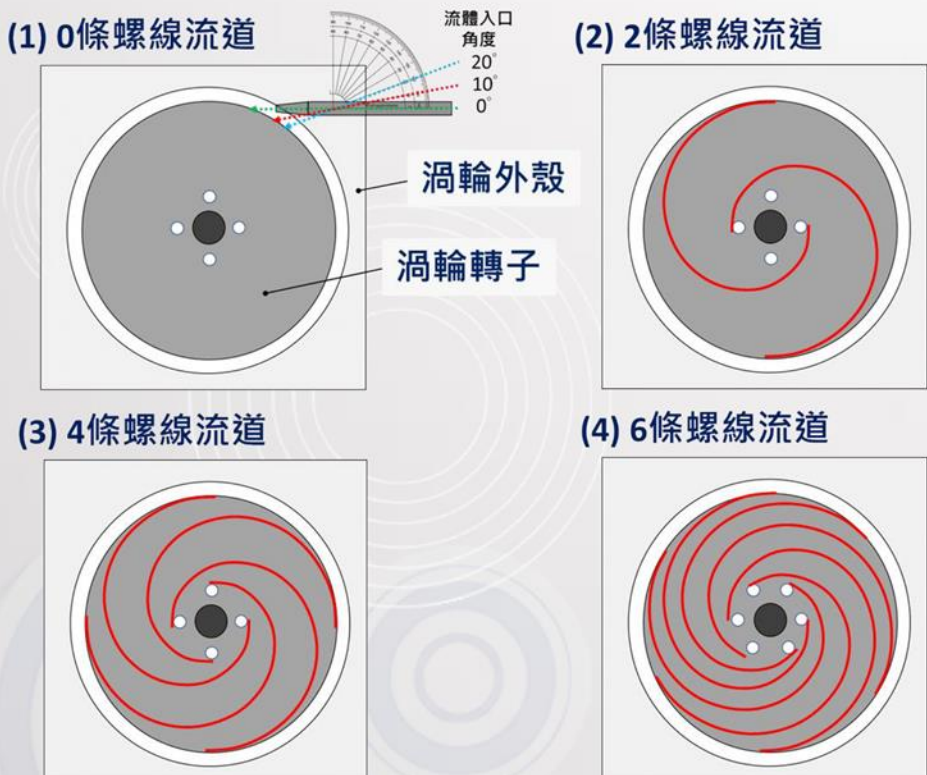 (1) 0條螺線流道
流體入口
角度
20°
10°
0°
(2) 2條螺線流道
渦輪外殼
渦輪轉子
(3) 4條螺線流道
(4) 6條螺線流道